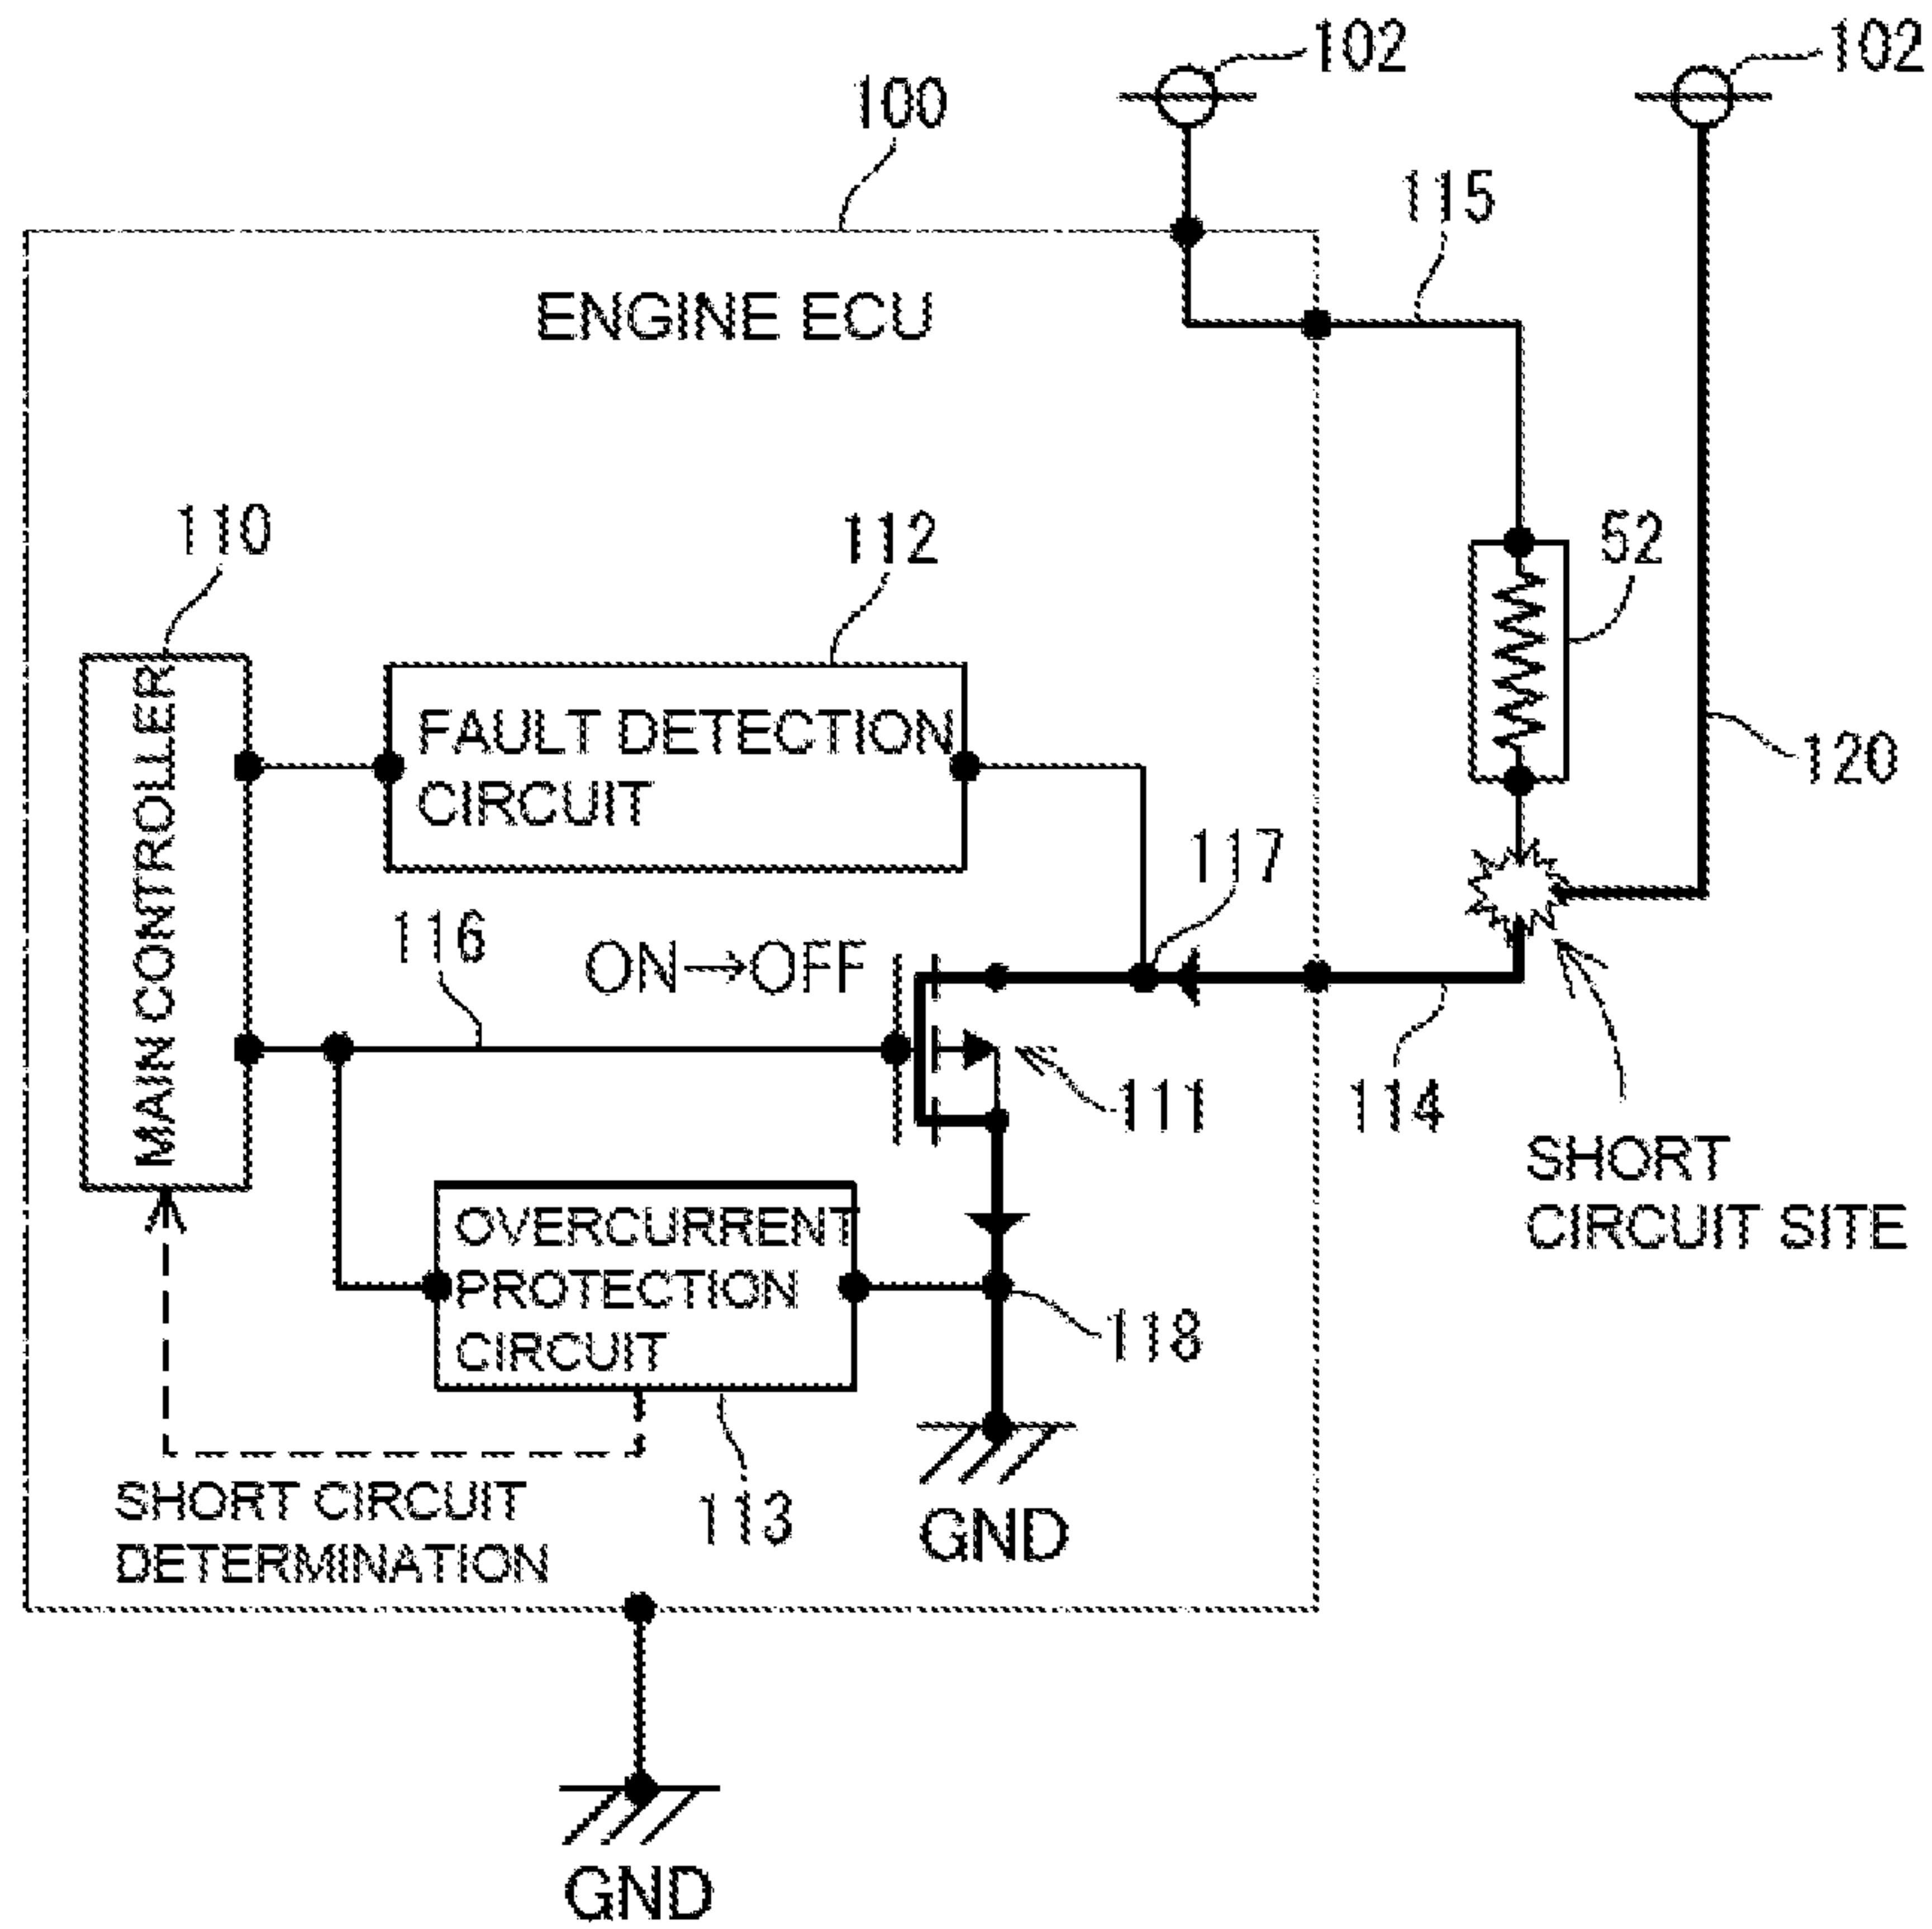 102
102
100
115
ENGINE ECU
110
112
52
MAIN CONTROLLER
FAULT DETECTION
CIRCUIT
120
117
116
ON→OFF
111
114
SHORT
CIRCUIT SITE
OVERCURRENT
PROTECTION
CIRCUIT
118
SHORT CIRCUIT
DETERMINATION
113
GND
GND